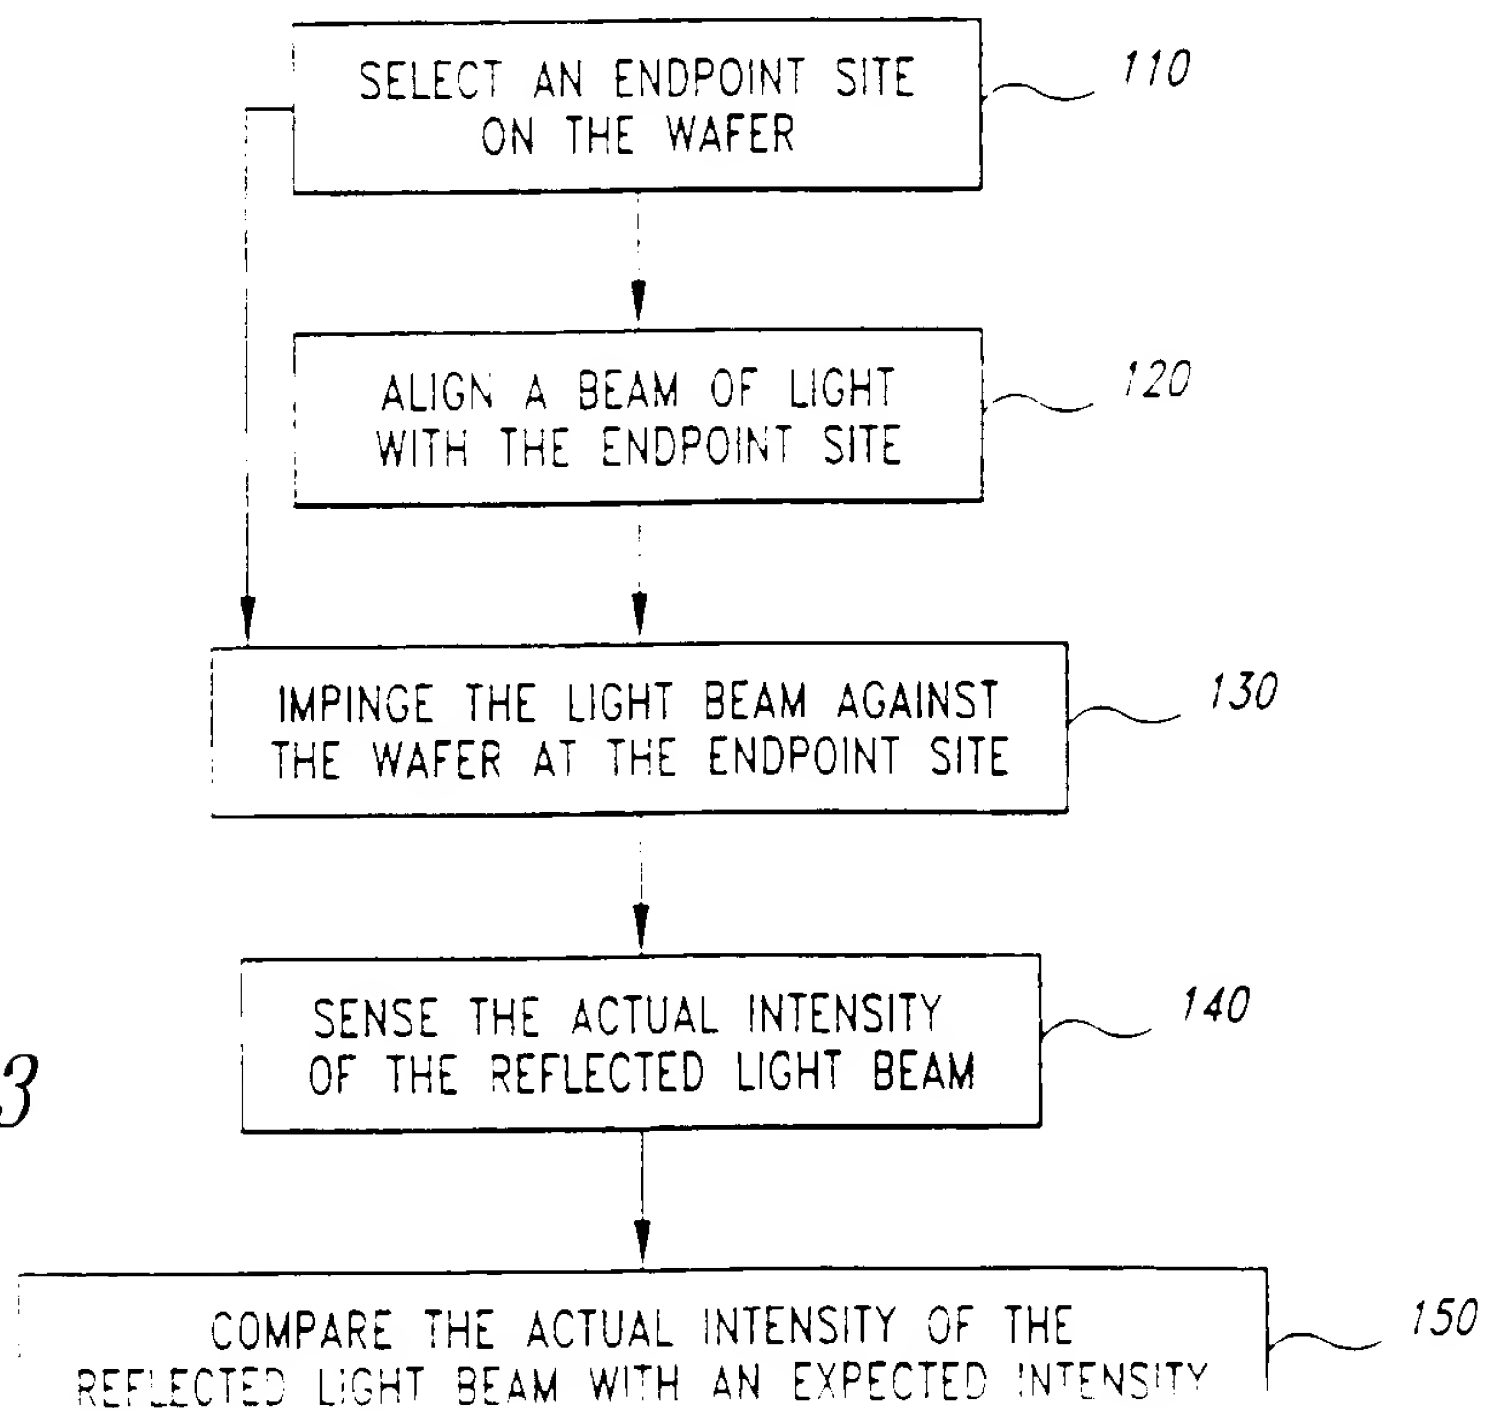 SELECT AN ENDPOINT SITE
ON THE WAFER
110
ALIGN A BEAM OF LIGHT
WITH THE ENDPOINT SITE
120
IMPINGE THE LIGHT BEAM AGAINST
THE WAFER AT THE ENDPOINT SITE
130
SENSE THE ACTUAL INTENSITY
OF THE REFLECTED LIGHT BEAM
140
3
COMPARE THE ACTUAL INTENSITY OF THE
REFLECTED LIGHT BEAM WITH AN EXPECTED INTENSITY
150